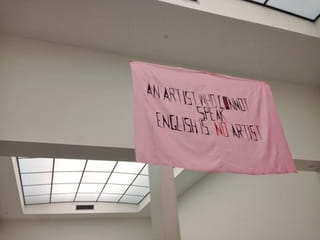 AN ARTIST WHO CANNOT
SPEAK
ENGLISH IS NO ARTIST